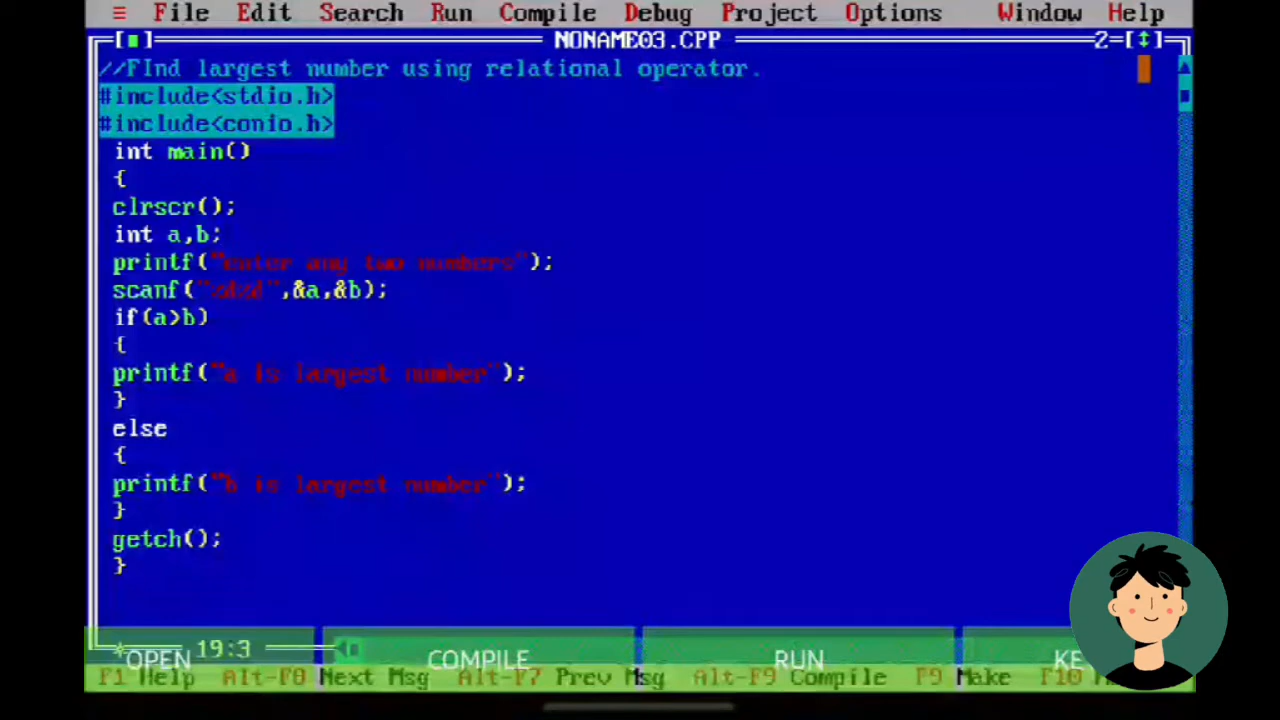 ≡ File Edit Search Run Compile Debug Project Options Window Help
[■] NONAME03.CPP 2=[↕]
//FInd largest number using relational operator.
#include<stdio.h>
#include<conio.h>
int main()
{
clrscr();
int a,b;
printf("enter any two numbers");
scanf("%d%d",&a,&b);
if(a>b)
{
printf("a is largest number");
}
else
{
printf("b is largest number");
}
getch();
}
19:3
OPEN COMPILE RUN KE
F1 Help Alt-F8 Next Msg Alt-F7 Prev Msg Alt-F9 Compile F9 Make F10